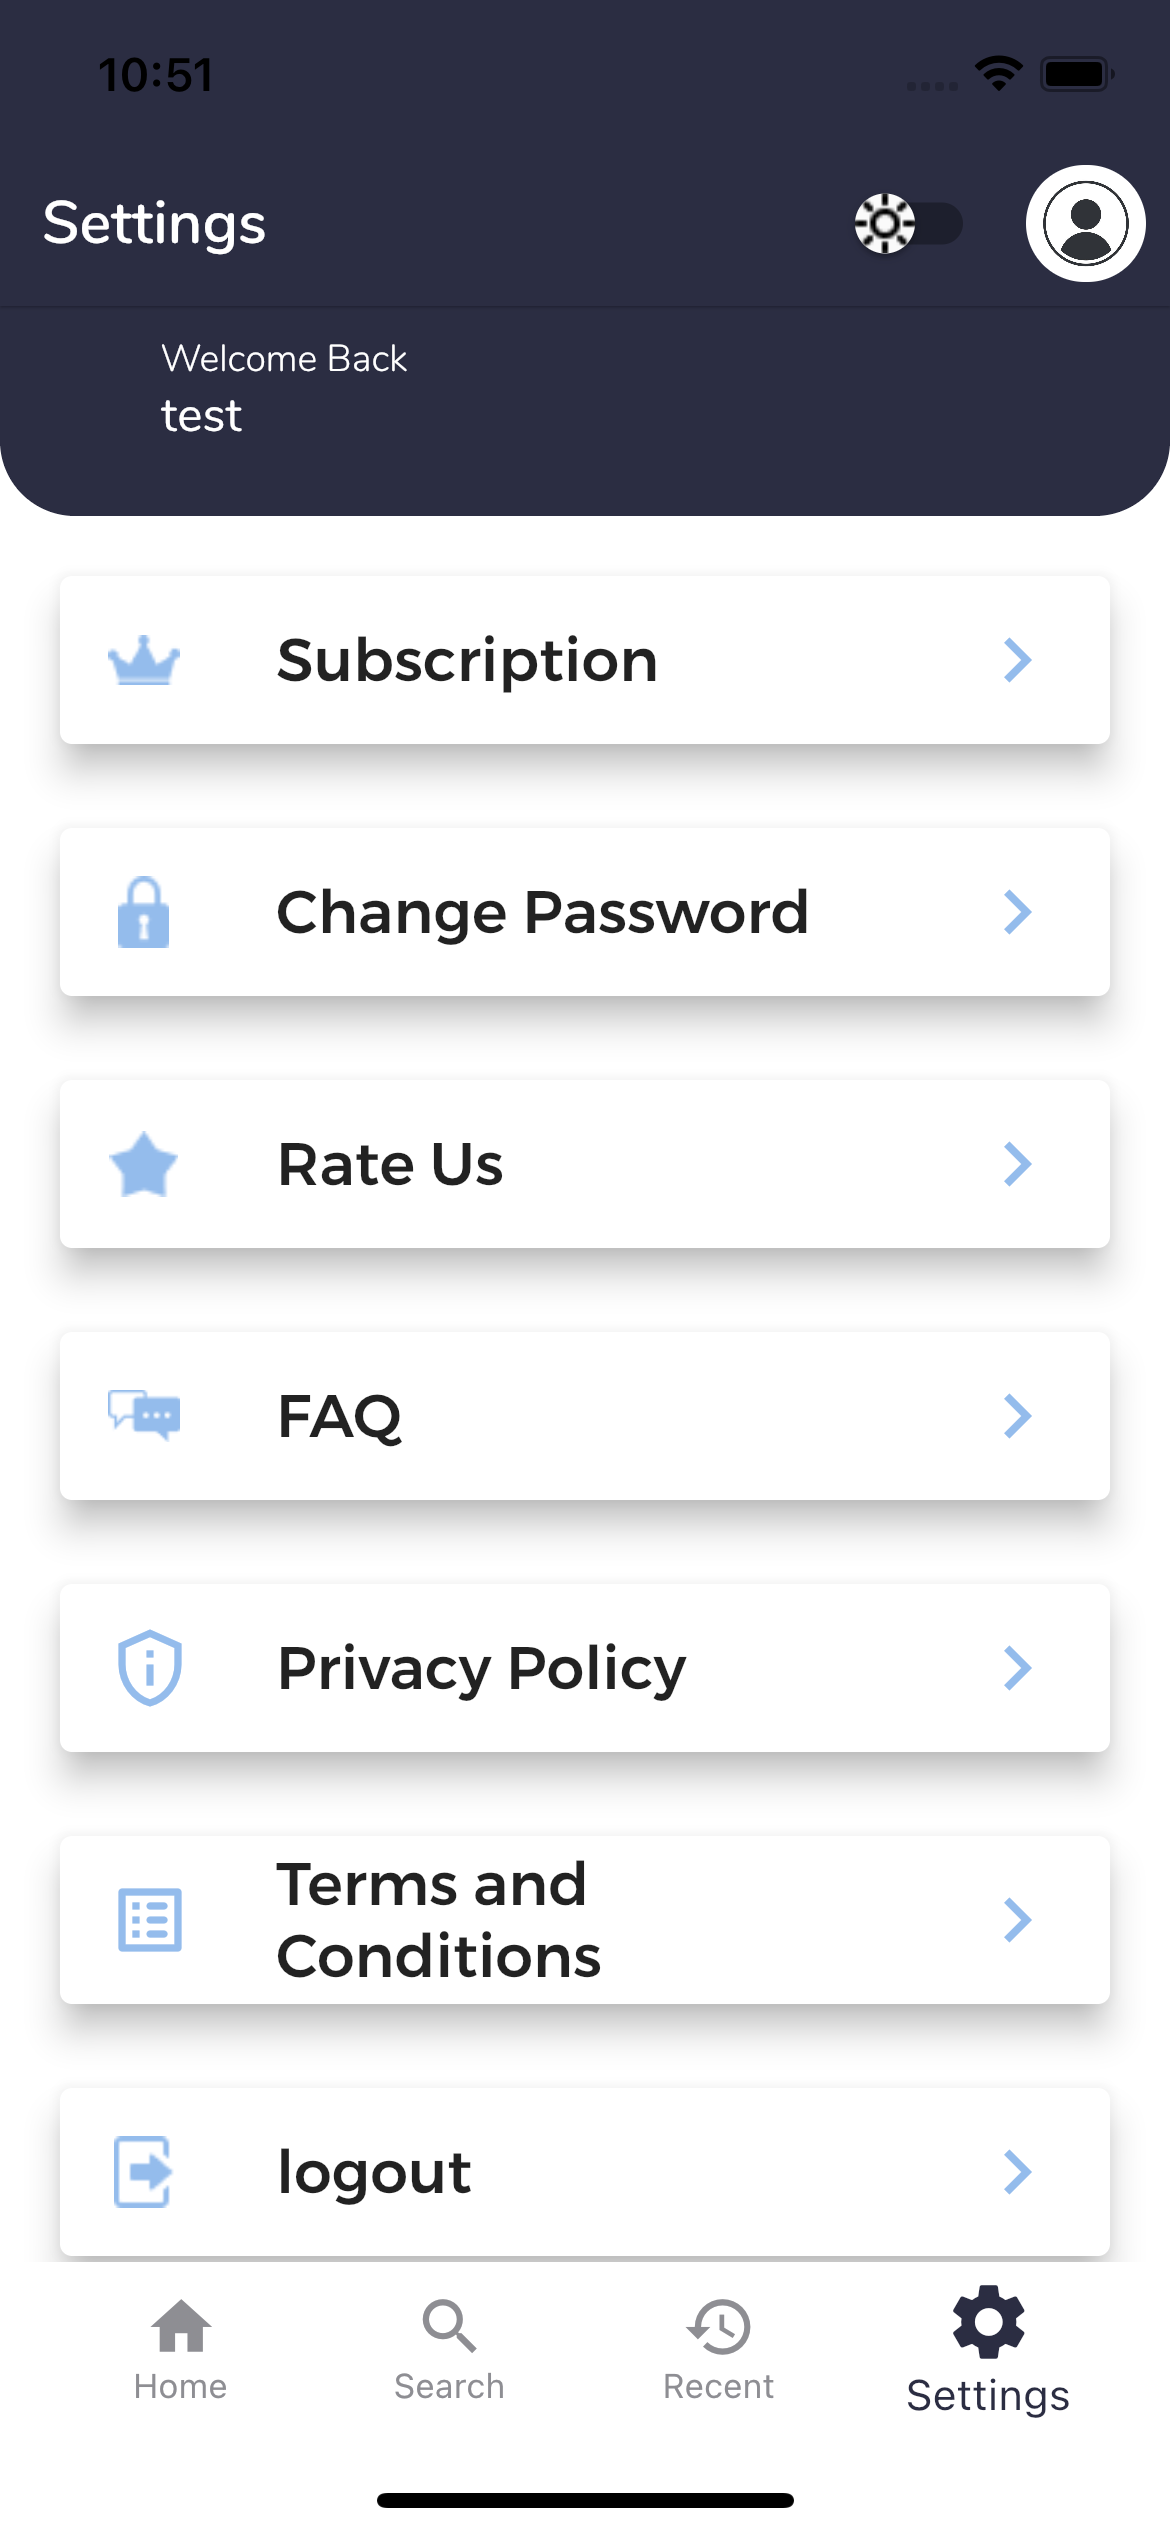 10:51
Settings
Welcome Back
test
Subscription
Change Password
Rate Us
FAQ
Privacy Policy
Terms and
Conditions
logout
Home
Search
Recent
Settings